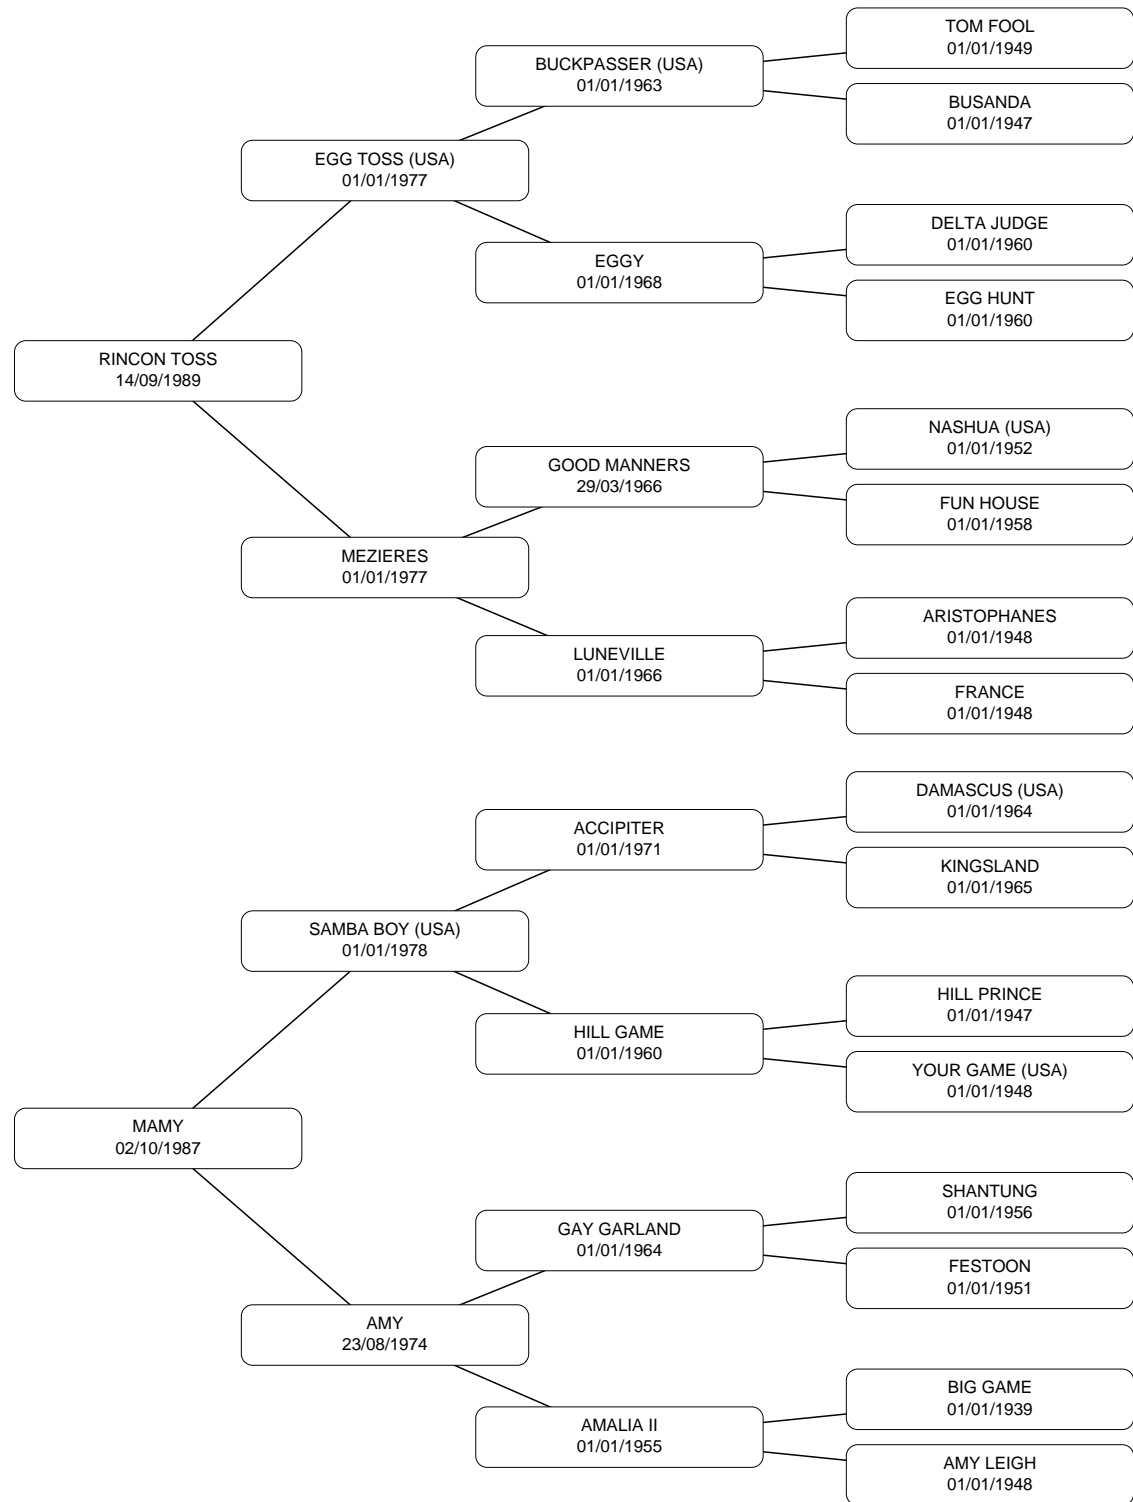 TOM FOOL
01/01/1949
BUCKPASSER (USA)
01/01/1963
BUSANDA
01/01/1947
EGG TOSS (USA)
01/01/1977
DELTA JUDGE
01/01/1960
EGGY
01/01/1968
EGG HUNT
01/01/1960
RINCON TOSS
14/09/1989
NASHUA (USA)
01/01/1952
GOOD MANNERS
29/03/1966
FUN HOUSE
01/01/1958
MEZIERES
01/01/1977
ARISTOPHANES
01/01/1948
LUNEVILLE
01/01/1966
FRANCE
01/01/1948
DAMASCUS (USA)
01/01/1964
ACCIPITER
01/01/1971
KINGSLAND
01/01/1965
SAMBA BOY (USA)
01/01/1978
HILL PRINCE
01/01/1947
HILL GAME
01/01/1960
YOUR GAME (USA)
01/01/1948
MAMY
02/10/1987
SHANTUNG
01/01/1956
GAY GARLAND
01/01/1964
FESTOON
01/01/1951
AMY
23/08/1974
BIG GAME
01/01/1939
AMALIA II
01/01/1955
AMY LEIGH
01/01/1948